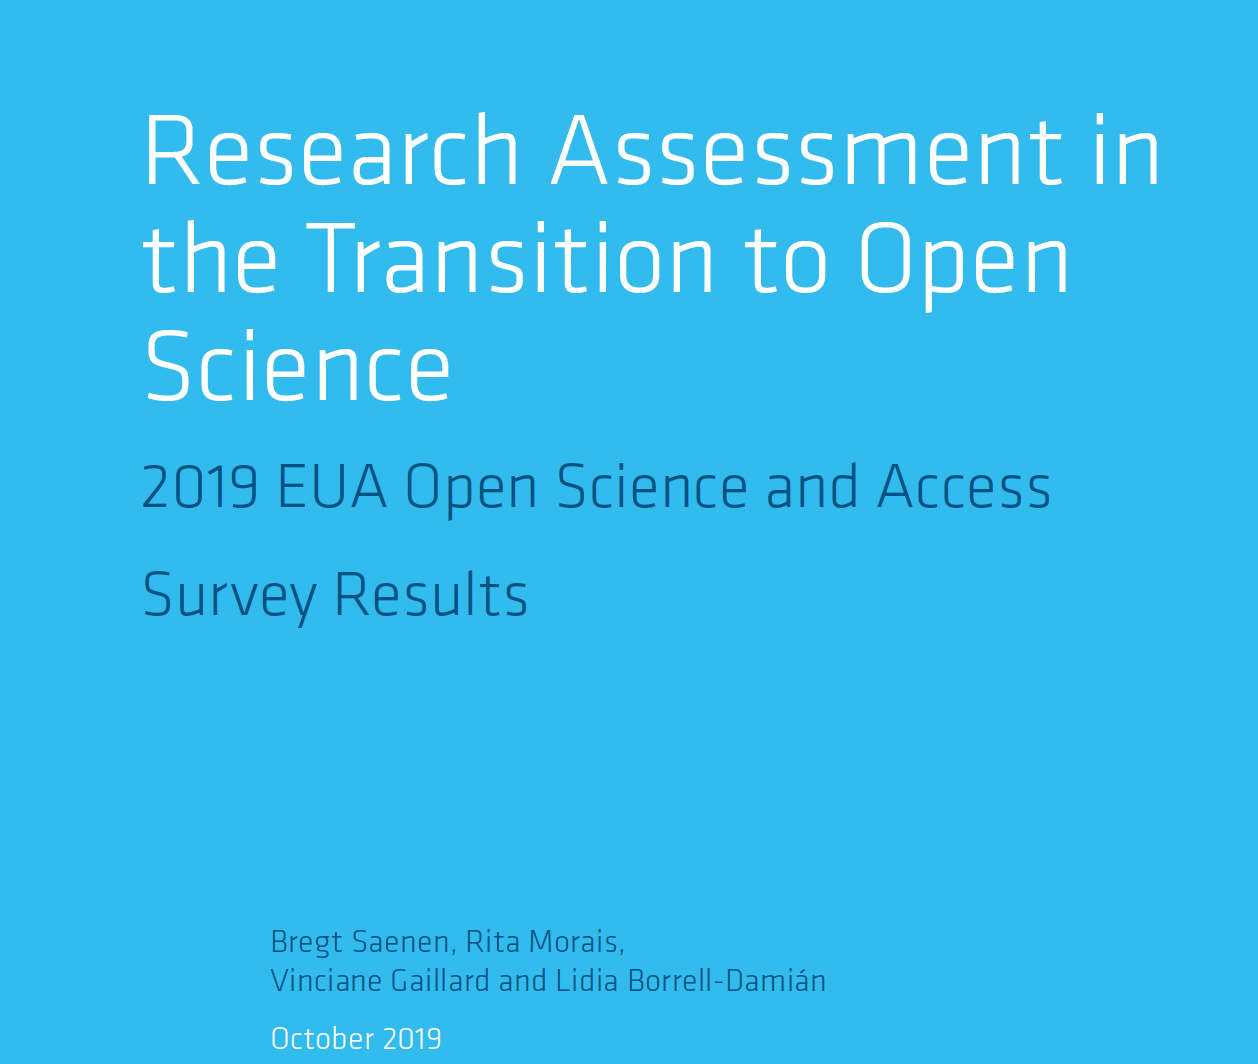 Research Assessment in
the Transition to Open
Science
2019 EUA Open Science and Access
Survey Results
Bregt Saenen, Rita Morais,
Vinciane Gaillard and Lidia Borrell-Damián
October 2019